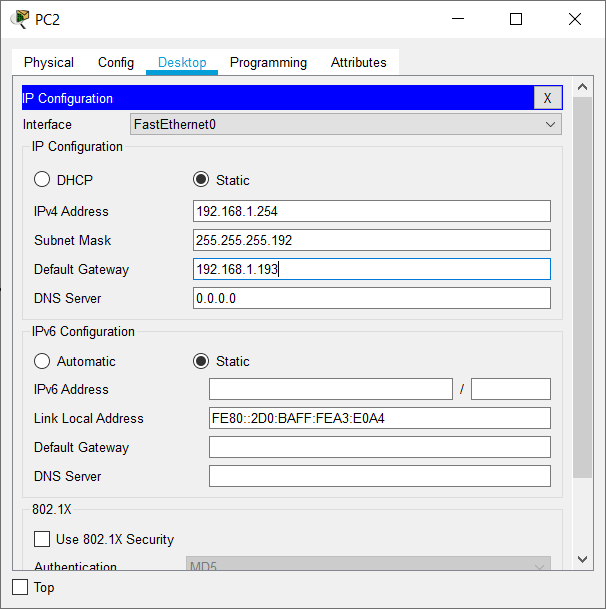 PC2
Physical Config Desktop Programming Attributes
IP Configuration X
Interface FastEthernet0
IP Configuration
DHCP Static
IPv4 Address 192.168.1.254
Subnet Mask 255.255.255.192
Default Gateway 192.168.1.193
DNS Server 0.0.0.0
IPv6 Configuration
Automatic Static
IPv6 Address /
Link Local Address FE80::2D0:BAFF:FEA3:E0A4
Default Gateway
DNS Server
802.1X
Use 802.1X Security
Authentication MD5
Top